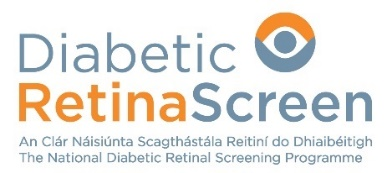 Diabetic
RetinaScreen
An Clár Náisiúnta Scagthástála Reitiní do Dhiaibéitigh
The National Diabetic Retinal Screening Programme